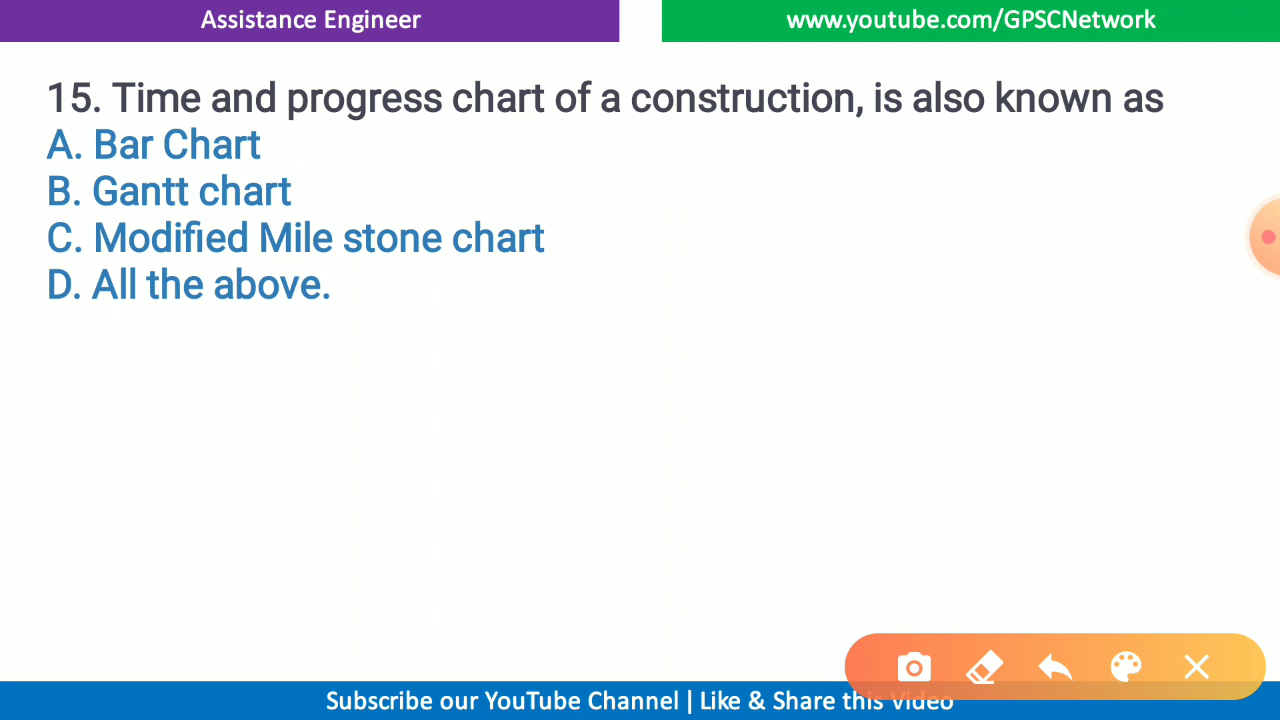 Assistance Engineer
www.youtube.com/GPSCNetwork
15. Time and progress chart of a construction, is also known as
A. Bar Chart
B. Gantt chart
C. Modified Mile stone chart
D. All the above.
Subscribe our YouTube Channel | Like & Share this Video